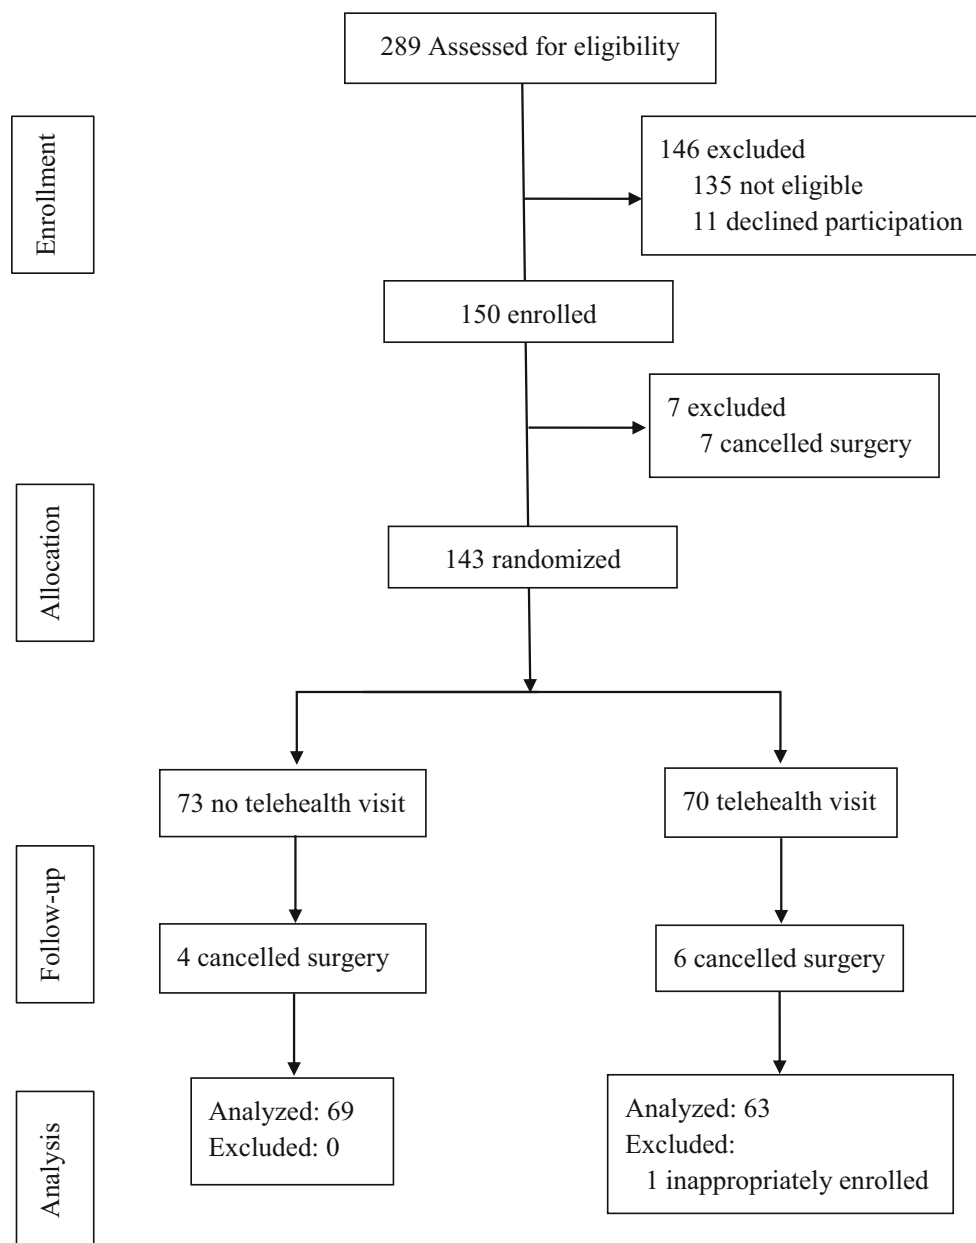 289 Assessed for eligibility
Enrollment
146 excluded
135 not eligible
11 declined participation
150 enrolled
7 excluded
7 cancelled surgery
Allocation
143 randomized
73 no telehealth visit
70 telehealth visit
Follow-up
4 cancelled surgery
6 cancelled surgery
Analysis
Analyzed: 69
Excluded: 0
Analyzed: 63
Excluded:
1 inappropriately enrolled